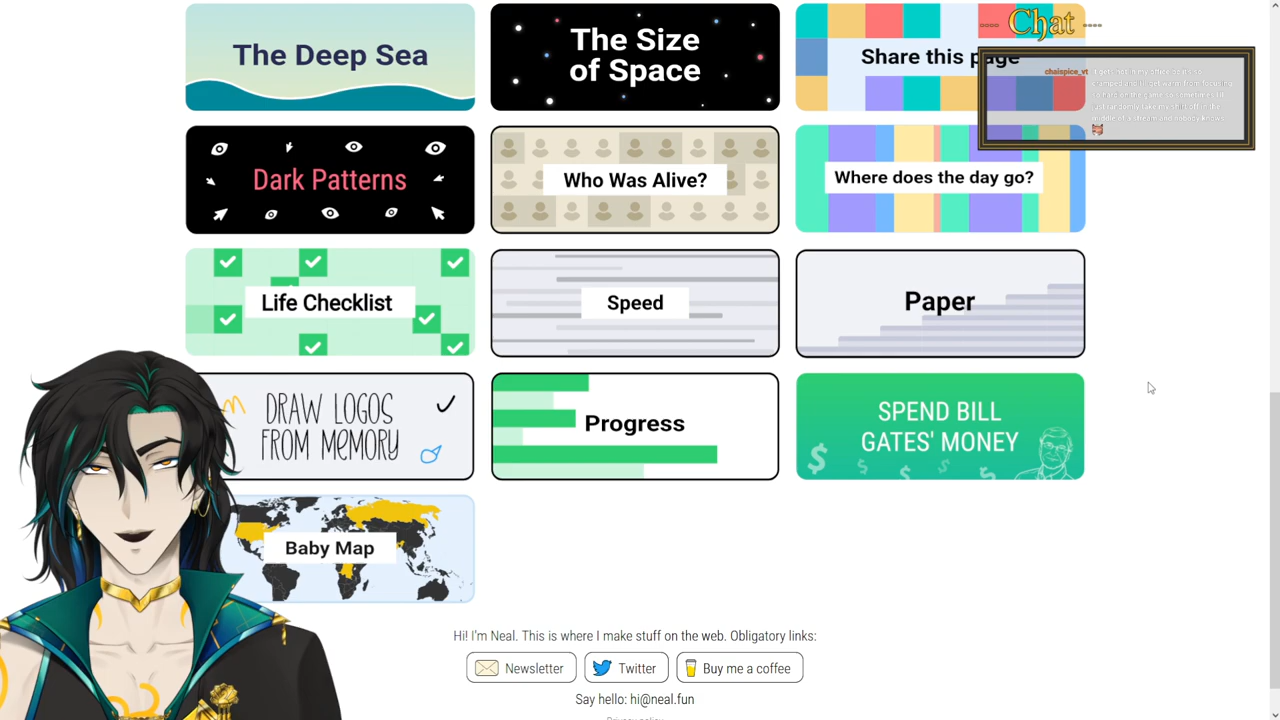 The Deep Sea
The Size
of Space
Share this page
---- Chat ----
chaispice_vt
Dark Patterns
Who Was Alive?
Where does the day go?
Life Checklist
Speed
Paper
DRAW LOGOS
FROM MEMORY
Progress
SPEND BILL
GATES' MONEY
Baby Map
Hi! I'm Neal. This is where I make stuff on the web. Obligatory links:
Newsletter
Twitter
Buy me a coffee
Say hello: hi@neal.fun
Privacy policy